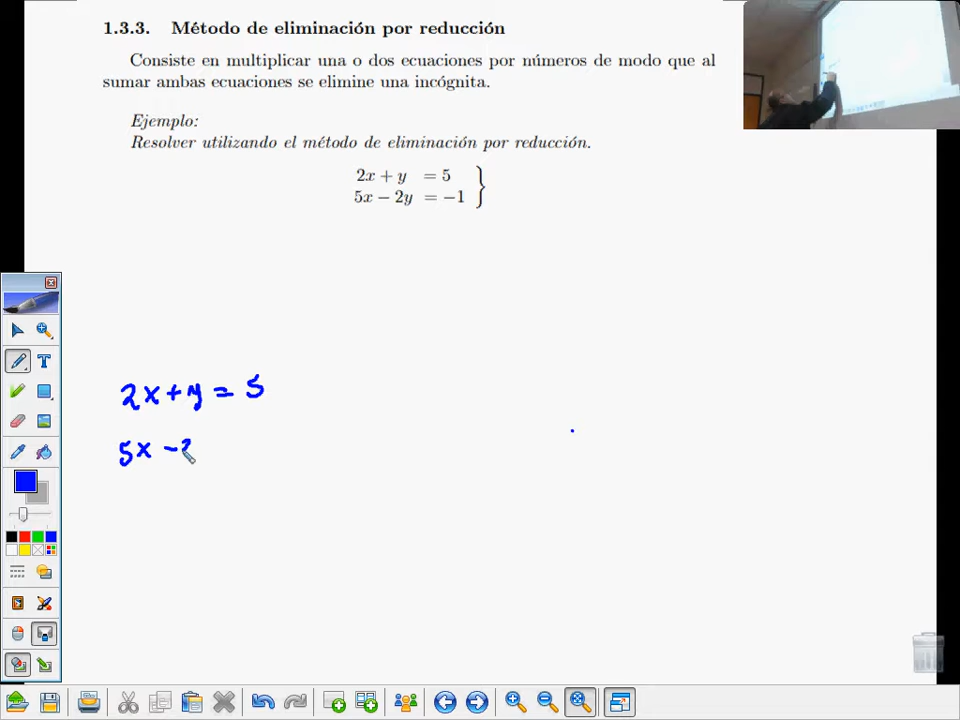 1.3.3. Método de eliminación por reducción
Consiste en multiplicar una o dos ecuaciones por números de modo que al
sumar ambas ecuaciones se elimine una incógnita.
Ejemplo:
Resolver utilizando el método de eliminación por reducción.
2x + y = 5
5x − 2y = −1
2x+y = 5
5x -2
T